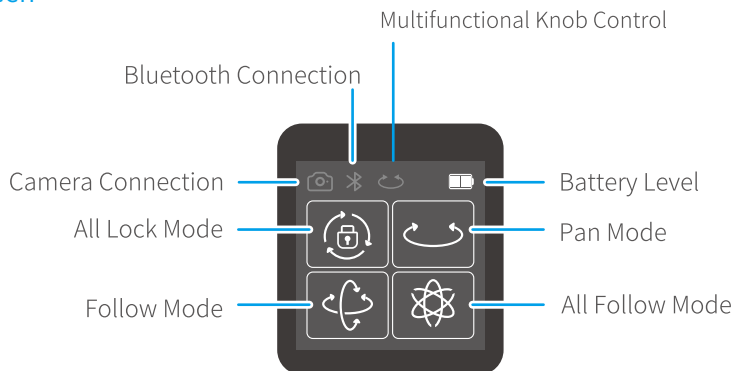 Multifunctional Knob Control
Bluetooth Connection
Camera Connection
Battery Level
All Lock Mode
Pan Mode
Follow Mode
All Follow Mode